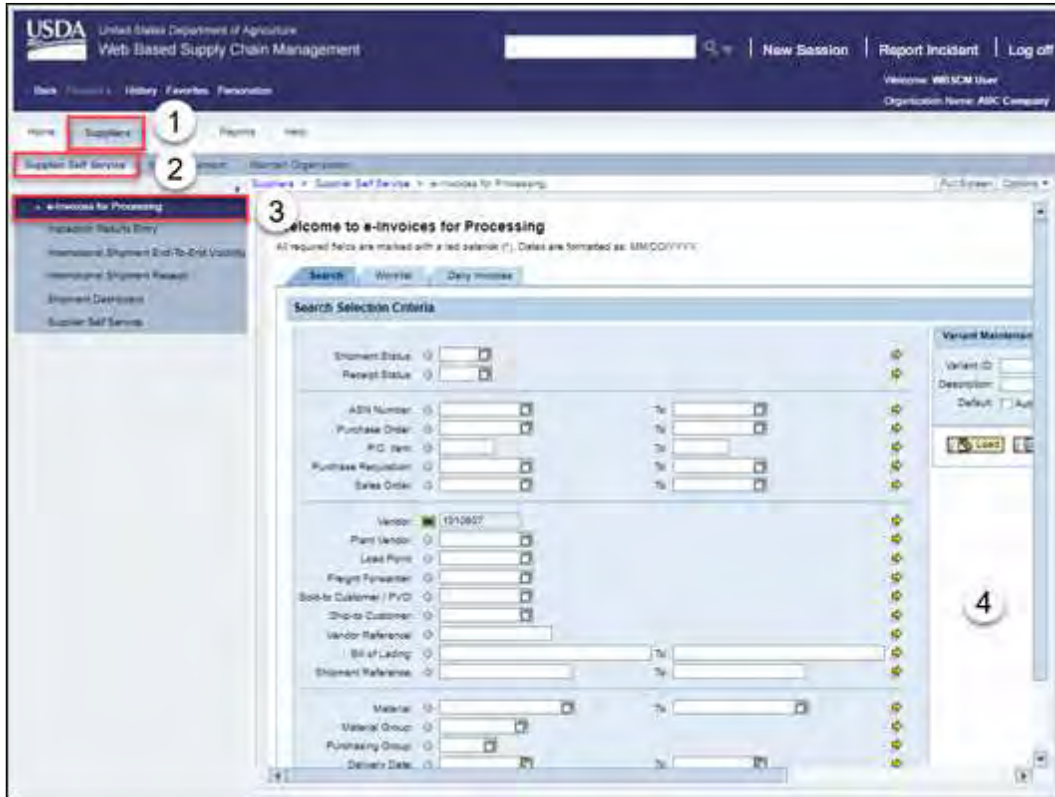 USDA United States Department of Agriculture
Web Based Supply Chain Management
New Session | Report Incident | Log off
Back History Favorites Personalize
Welcome: WBSCM User
Organization Name: ABC Company
Home Suppliers 1 Reports Help
Supplier Self Service 2 Maintain Organization
Suppliers > Supplier Self Service > e-Invoices for Processing
Full Screen Options
e-Invoices for Processing 3
Inspection Results Entry
International Shipment End-To-End Visibility
International Shipment Receipt
Shipment Dashboard
Supplier Self Service
elcome to e-Invoices for Processing
All required fields are marked with a red asterisk (*). Dates are formatted as: MM/DD/YYYY
Search Worklist Deny Invoices
Search Selection Criteria
Shipment Status
Receipt Status
ASN Number To
Purchase Order To
P.O. Item To
Purchase Requisition To
Sales Order To
Vendor 1010607
Plant Vendor
Load Point
Freight Forwarder
Sold-to Customer / PVO
Ship-to Customer
Vendor Reference
Bill of Lading To
Shipment Reference To
Material To
Material Group
Purchasing Group
Delivery Date To
Variant Maintenan
Variant ID
Description
Default
Load
4